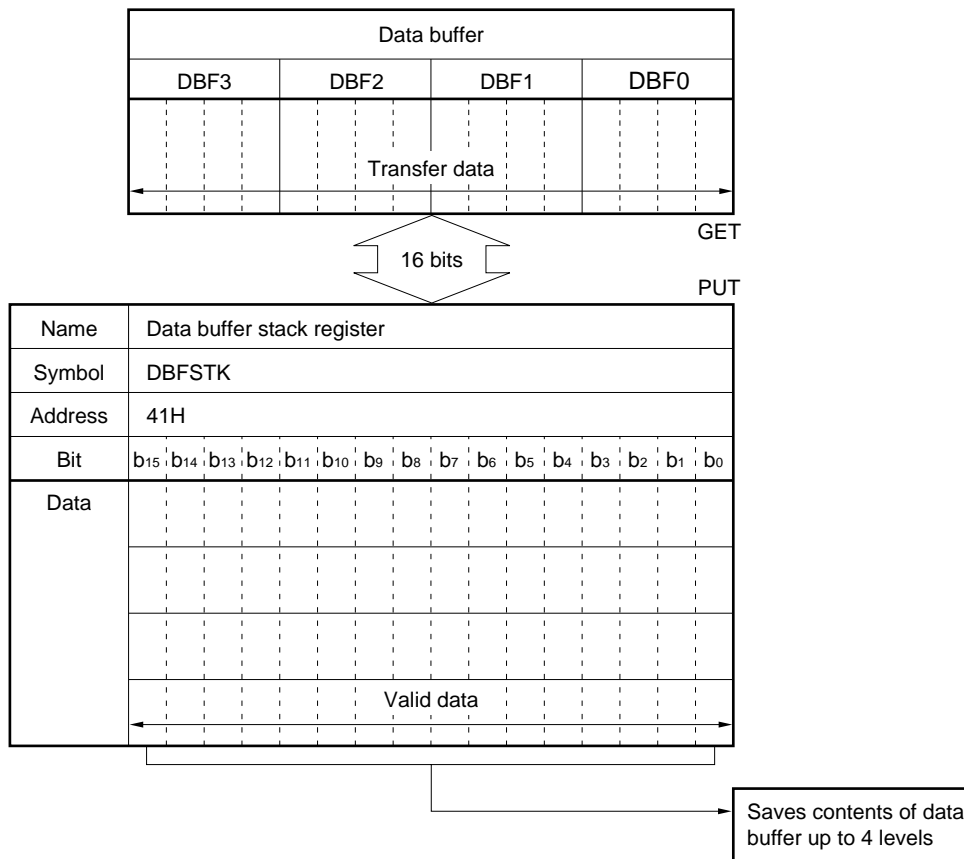 Data buffer
DBF3 DBF2 DBF1 DBF0
Transfer data
GET
16 bits
PUT
Name Data buffer stack register
Symbol DBFSTK
Address 41H
Bit b15 b14 b13 b12 b11 b10 b9 b8 b7 b6 b5 b4 b3 b2 b1 b0
Data
Valid data
Saves contents of data
buffer up to 4 levels